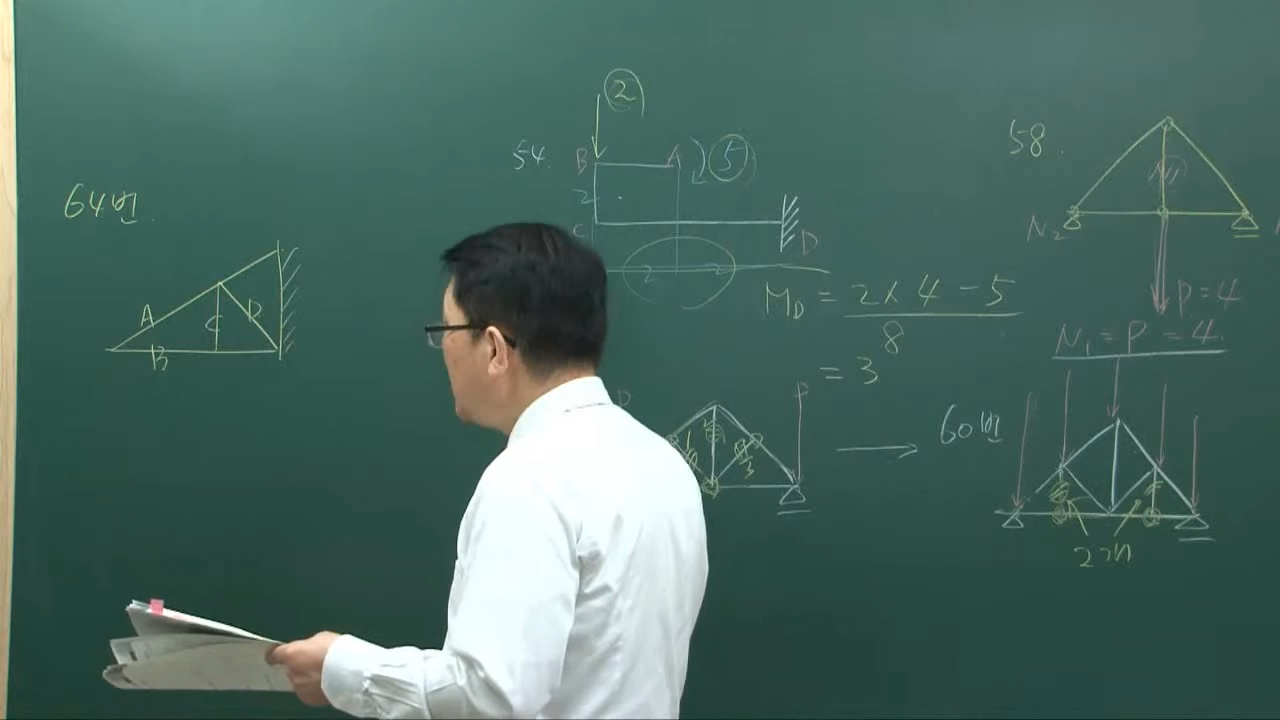 64번.
A
B
C
D
54.
2
B
A
5
2
C
D
2
2
M_D = 2×4-5
8
= 3
P
58.
N₁
N₂
P=4
N₁=P=4.
60번
2개